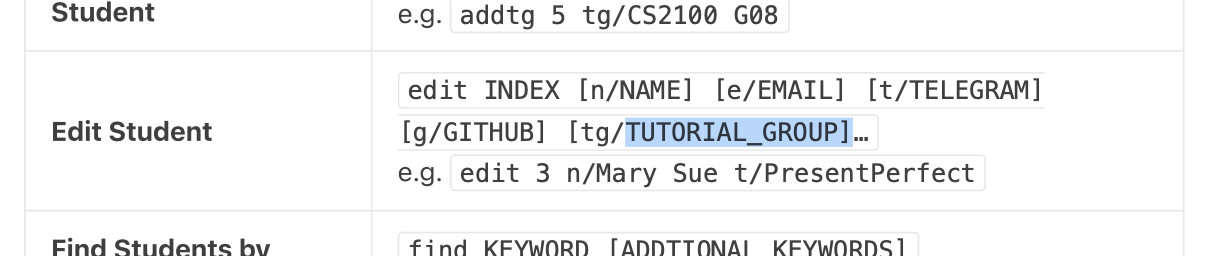 Student
e.g. addtg 5 tg/CS2100 G08
Edit Student
edit INDEX [n/NAME] [e/EMAIL] [t/TELEGRAM]
[g/GITHUB] [tg/TUTORIAL_GROUP]…
e.g. edit 3 n/Mary Sue t/PresentPerfect
Find Students by
find KEYWORD [ADDTIONAL KEYWORDS]